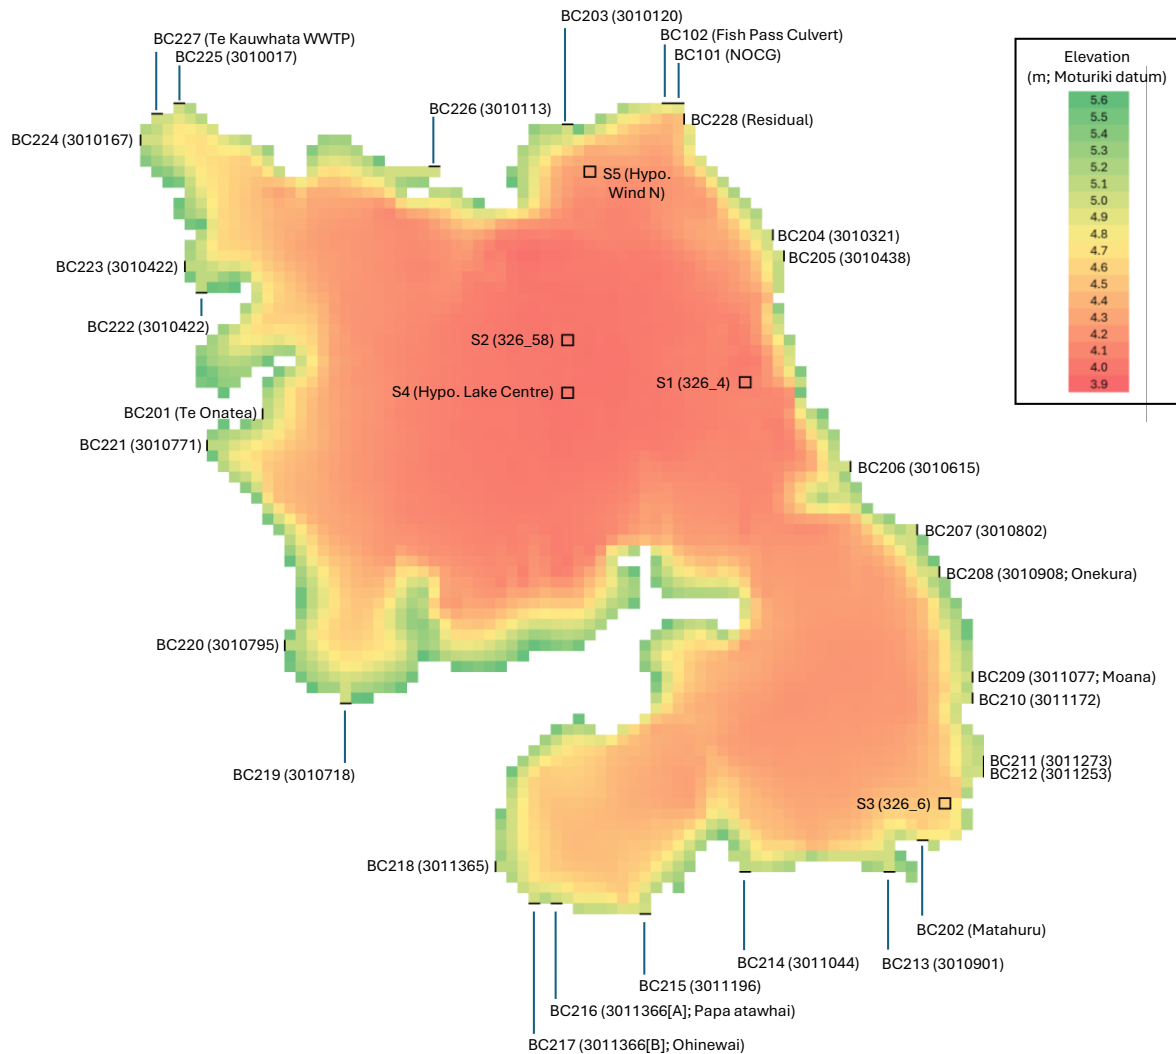 BC203 (3010120)
BC227 (Te Kauwhata WWTP)
BC225 (3010017)
BC102 (Fish Pass Culvert)
BC101 (NOCG)
Elevation
(m; Moturiki datum)
5.6
5.5
5.4
5.3
5.2
5.1
5.0
4.9
4.8
4.7
4.6
4.5
4.4
4.3
4.2
4.1
4.0
3.9
BC226 (3010113)
BC228 (Residual)
BC224 (3010167)
S5 (Hypo.
Wind N)
BC204 (3010321)
BC205 (3010438)
BC223 (3010422)
BC222 (3010422)
S2 (326_58)
S1 (326_4)
S4 (Hypo. Lake Centre)
BC201 (Te Onatea)
BC221 (3010771)
BC206 (3010615)
BC207 (3010802)
BC208 (3010908; Onekura)
BC220 (3010795)
BC209 (3011077; Moana)
BC210 (3011172)
BC219 (3010718)
BC211 (3011273)
BC212 (3011253)
S3 (326_6)
BC218 (3011365)
BC202 (Matahuru)
BC214 (3011044)
BC213 (3010901)
BC215 (3011196)
BC216 (3011366[A]; Papa atawhai)
BC217 (3011366[B]; Ohinewai)